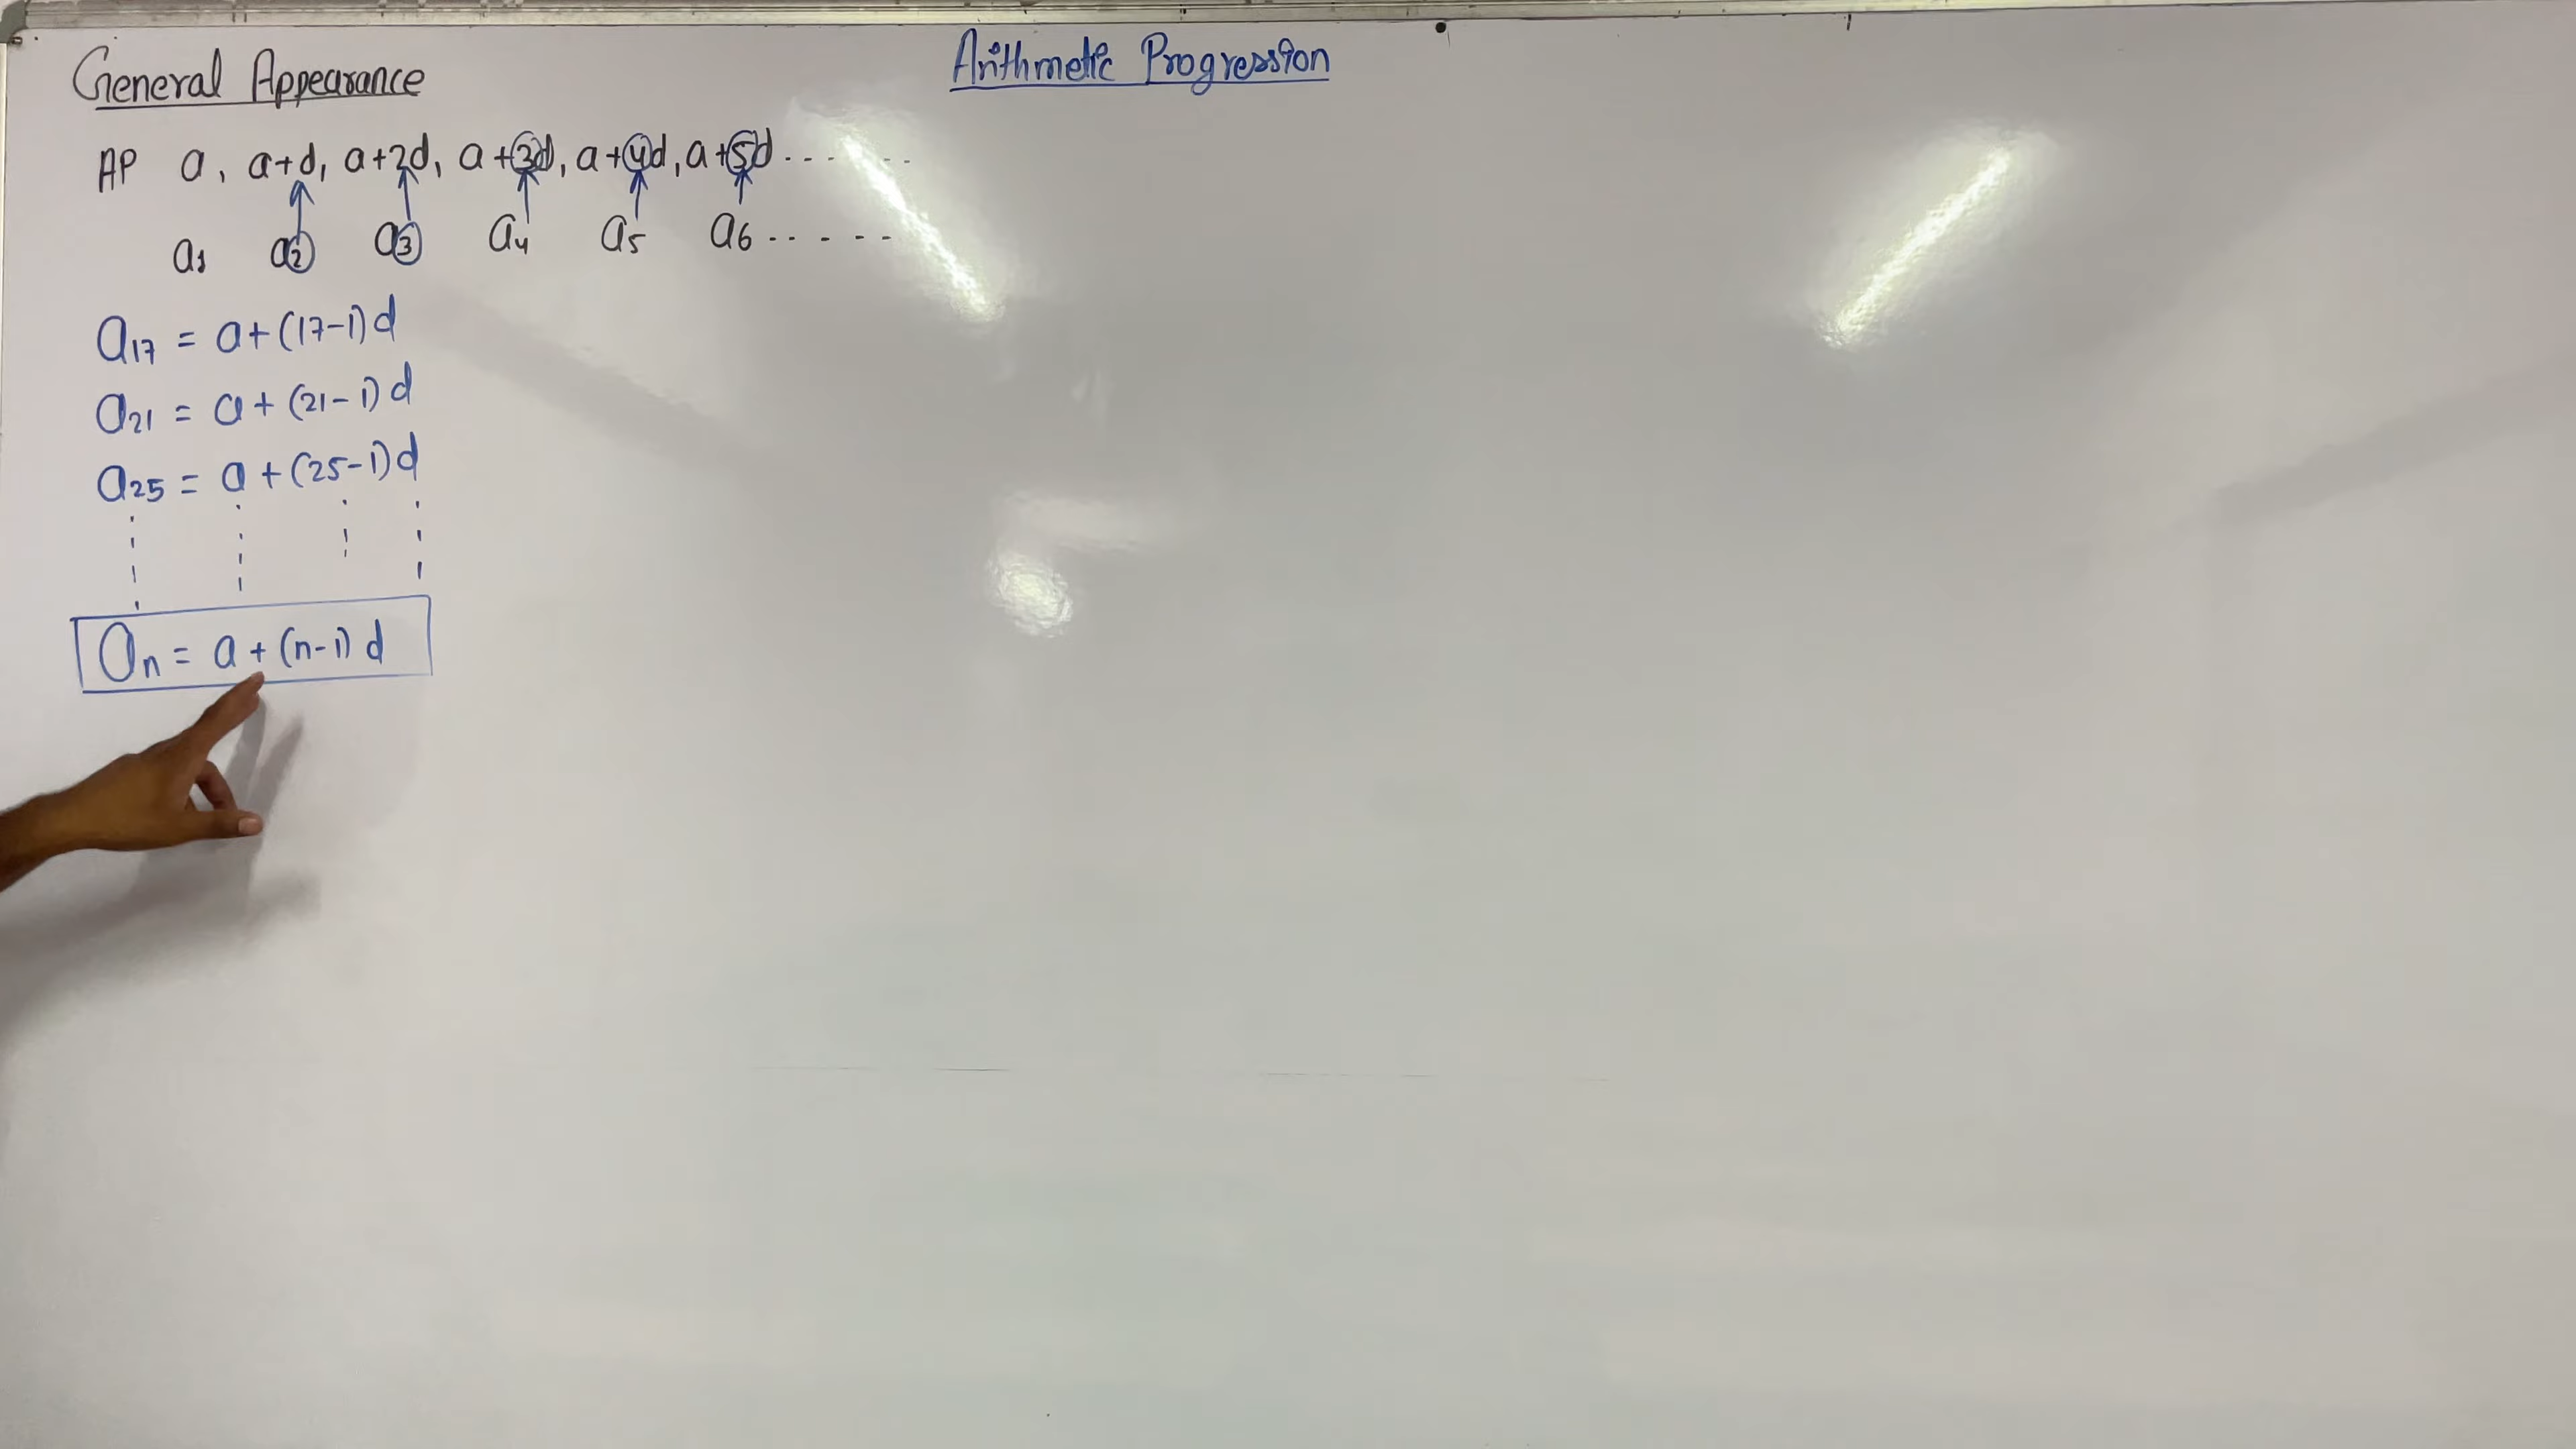 Arithmetic Progression
General Appearance
AP a, a+d, a+2d, a+3d, a+4d, a+5d ........
a₁ a₂ a₃ a₄ a₅ a₆ .....
a₁₇ = a+(17-1)d
a₂₁ = a+(21-1)d
a₂₅ = a+(25-1)d
aₙ = a+(n-1)d